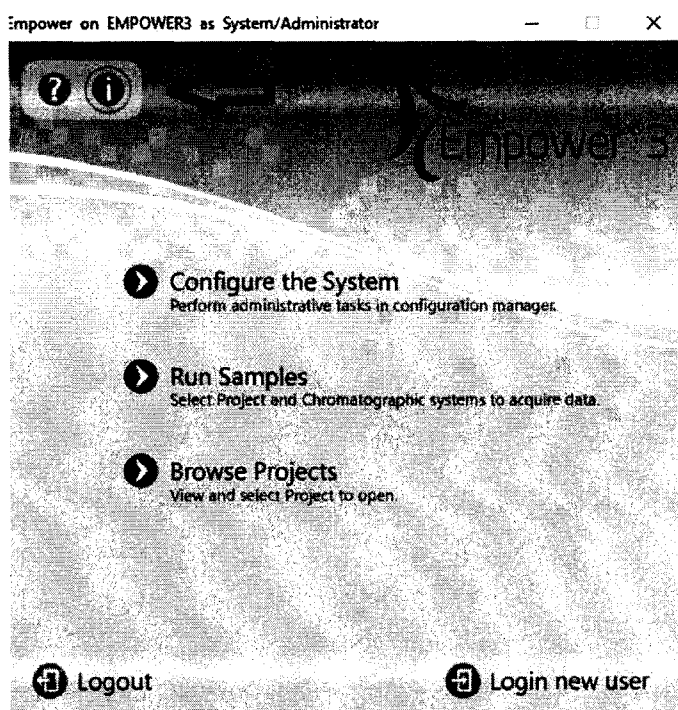 Empower on EMPOWER3 as System/Administrator
? i
Empower® 3
Configure the System
Perform administrative tasks in configuration manager.
Run Samples
Select Project and Chromatographic systems to acquire data.
Browse Projects
View and select Project to open.
Logout
Login new user